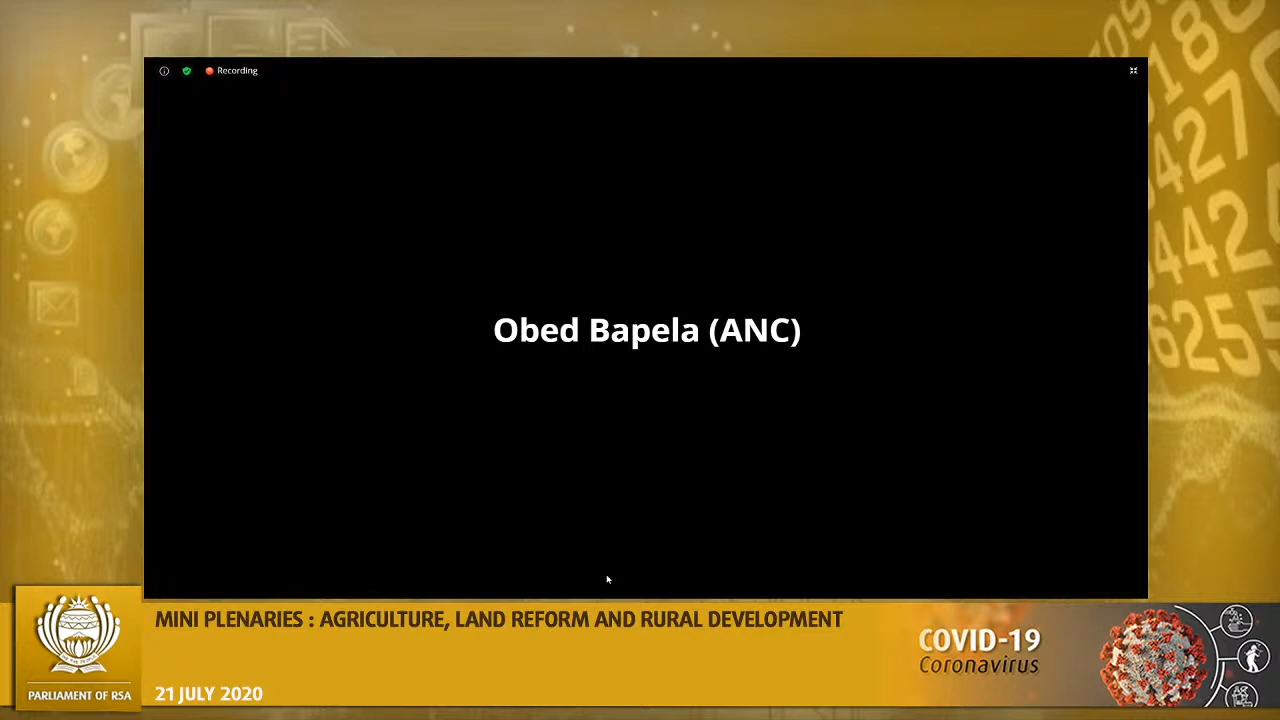 Recording
Obed Bapela (ANC)
MINI PLENARIES : AGRICULTURE, LAND REFORM AND RURAL DEVELOPMENT
COVID-19
Coronavirus
PARLIAMENT OF RSA
21 JULY 2020